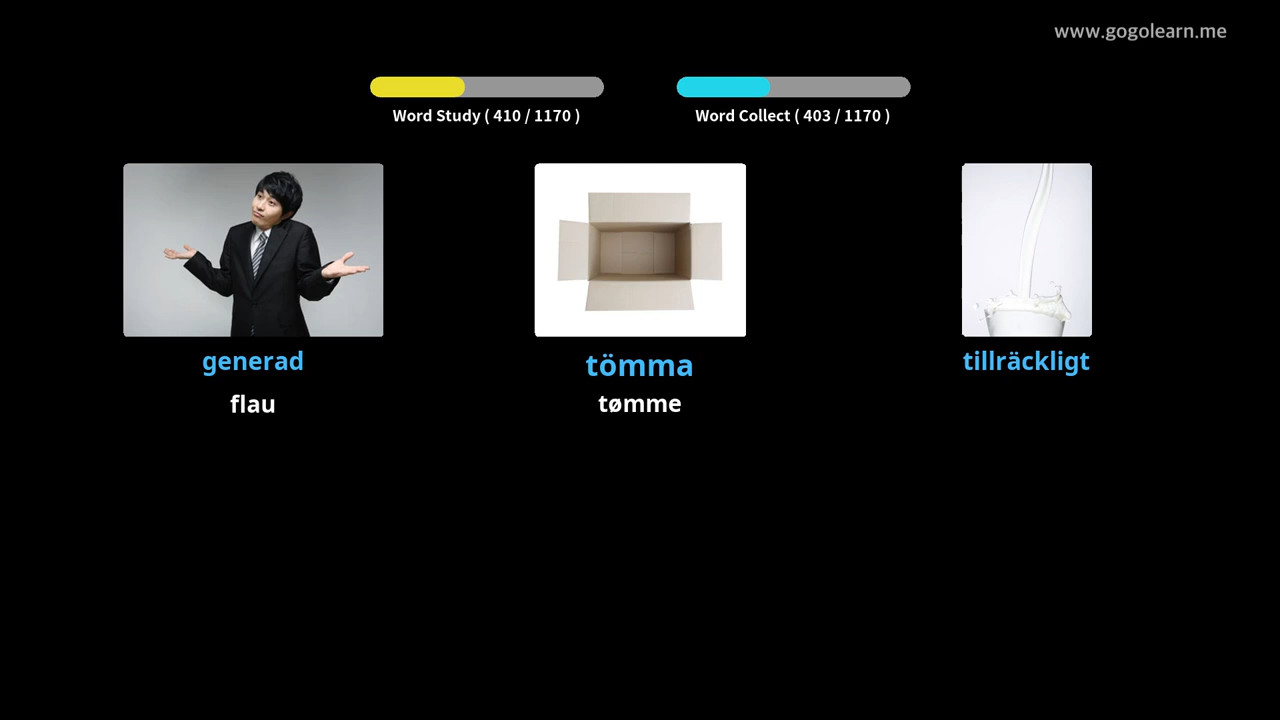 www.gogolearn.me
Word Study ( 410 / 1170 )
Word Collect ( 403 / 1170 )
generad
tömma
tillräckligt
flau
tømme